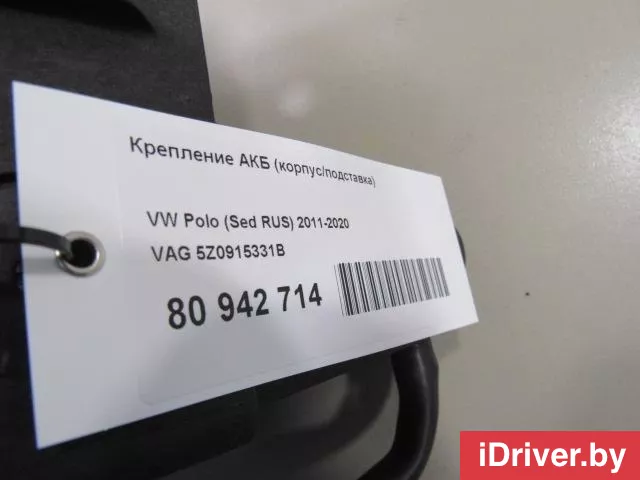 Крепление АКБ (корпус/подставка)
VW Polo (Sed RUS) 2011-2020
VAG 5Z0915331B
80 942 714
iDriver.by